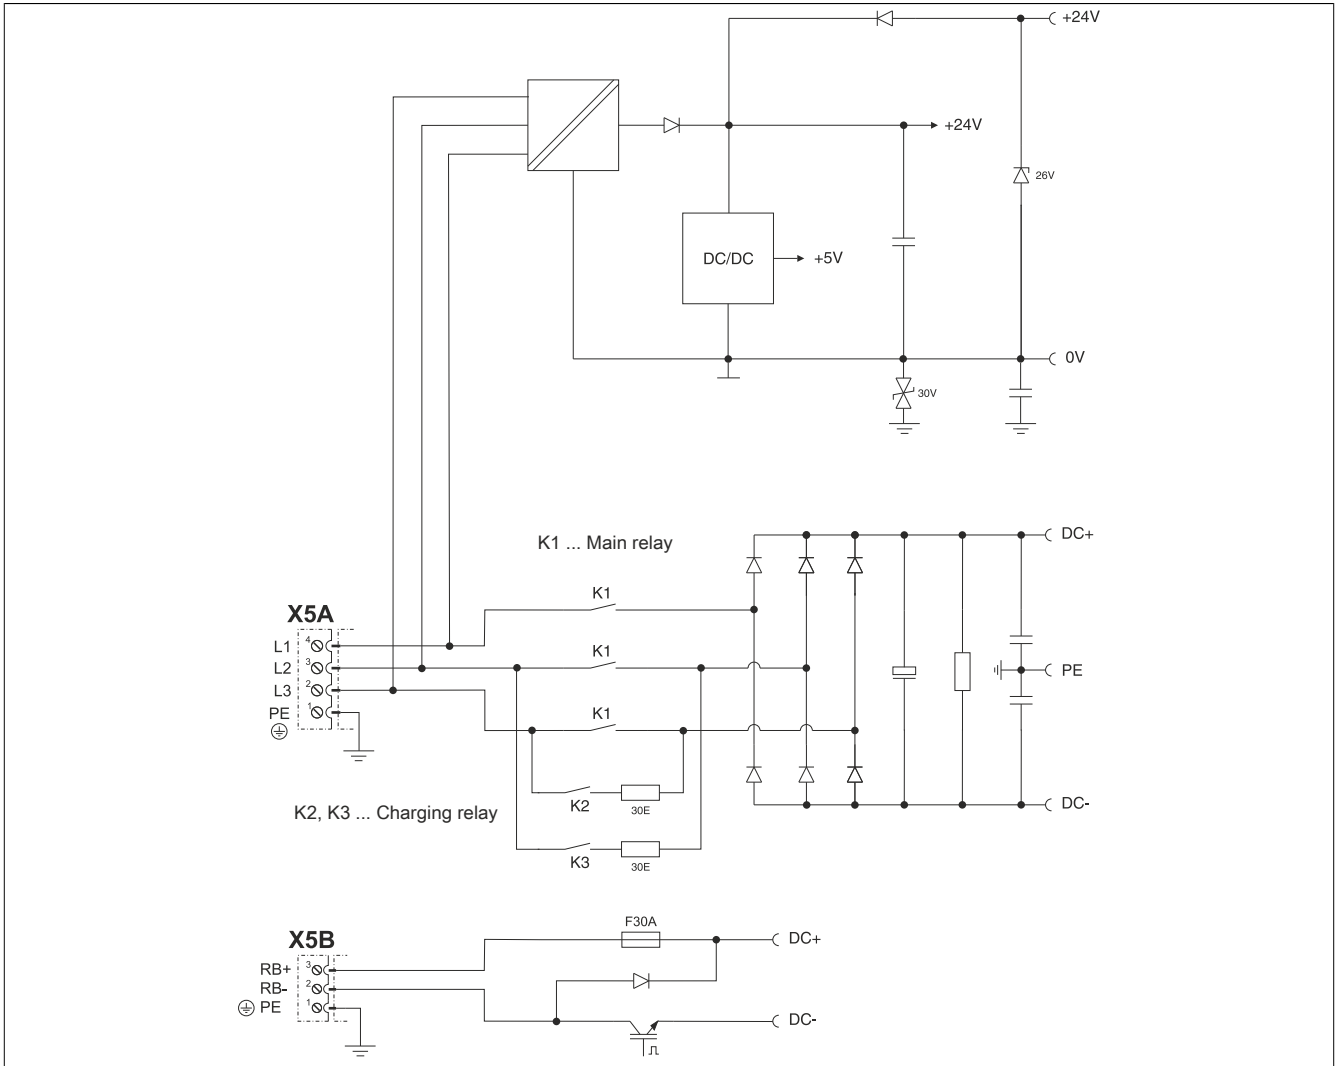 +24V
+24V
26V
DC/DC
+5V
0V
30V
K1 ... Main relay
DC+
K1
X5A
L1 4
L2 3
K1
PE
L3 2
PE 1
K1
K2
30E
DC-
K2, K3 ... Charging relay
K3
30E
F30A
X5B
DC+
RB+ 3
RB- 2
PE 1
DC-